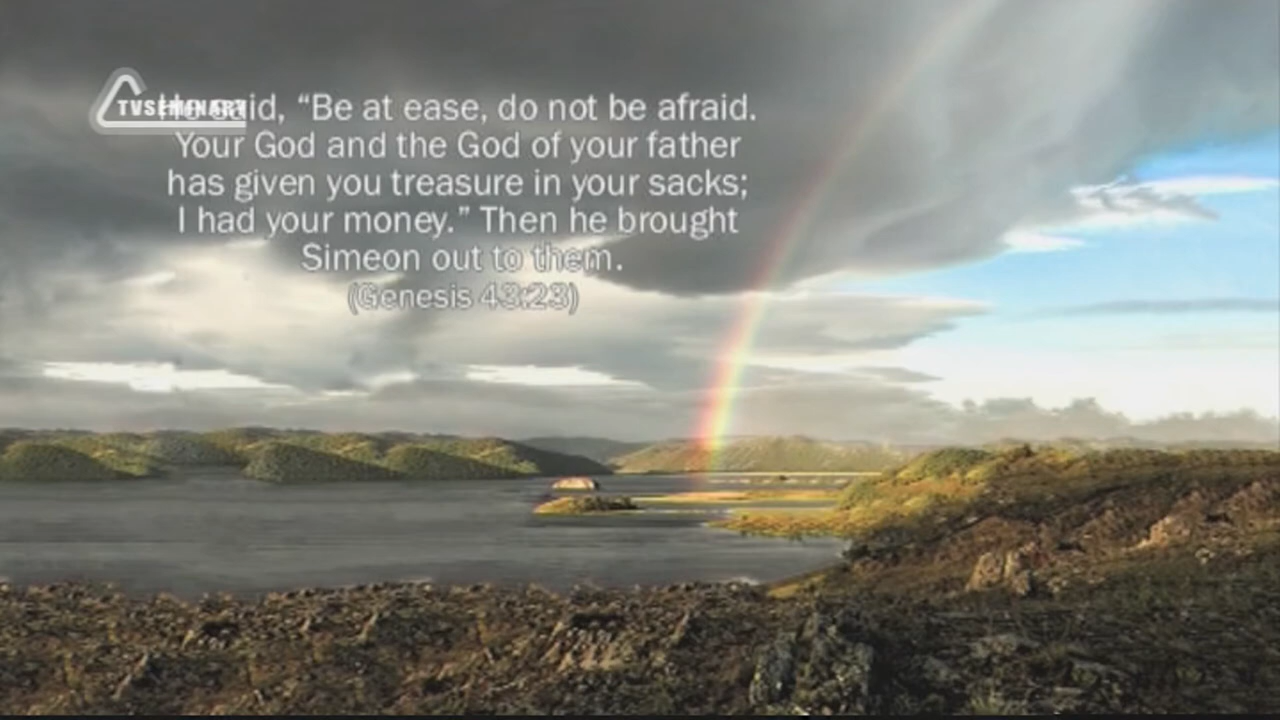 TVSEMINARY
He said, “Be at ease, do not be afraid.
Your God and the God of your father
has given you treasure in your sacks;
I had your money.” Then he brought
Simeon out to them.
(Genesis 43:23)